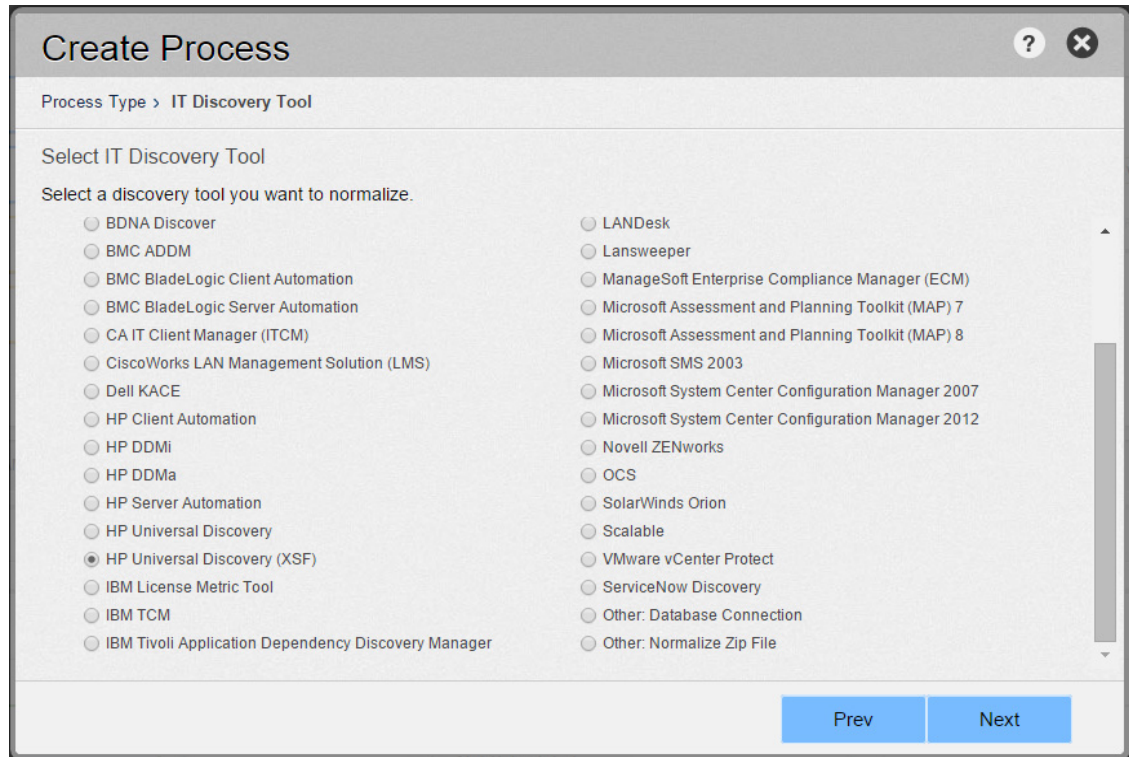 Create Process
?
Process Type › IT Discovery Tool
Select IT Discovery Tool
Select a discovery tool you want to normalize.
BDNA Discover
BMC ADDM
BMC BladeLogic Client Automation
BMC BladeLogic Server Automation
CA IT Client Manager (ITCM)
CiscoWorks LAN Management Solution (LMS)
Dell KACE
HP Client Automation
HP DDMi
HP DDMa
HP Server Automation
HP Universal Discovery
HP Universal Discovery (XSF)
IBM License Metric Tool
IBM TCM
IBM Tivoli Application Dependency Discovery Manager
LANDesk
Lansweeper
ManageSoft Enterprise Compliance Manager (ECM)
Microsoft Assessment and Planning Toolkit (MAP) 7
Microsoft Assessment and Planning Toolkit (MAP) 8
Microsoft SMS 2003
Microsoft System Center Configuration Manager 2007
Microsoft System Center Configuration Manager 2012
Novell ZENworks
OCS
SolarWinds Orion
Scalable
VMware vCenter Protect
ServiceNow Discovery
Other: Database Connection
Other: Normalize Zip File
Prev
Next